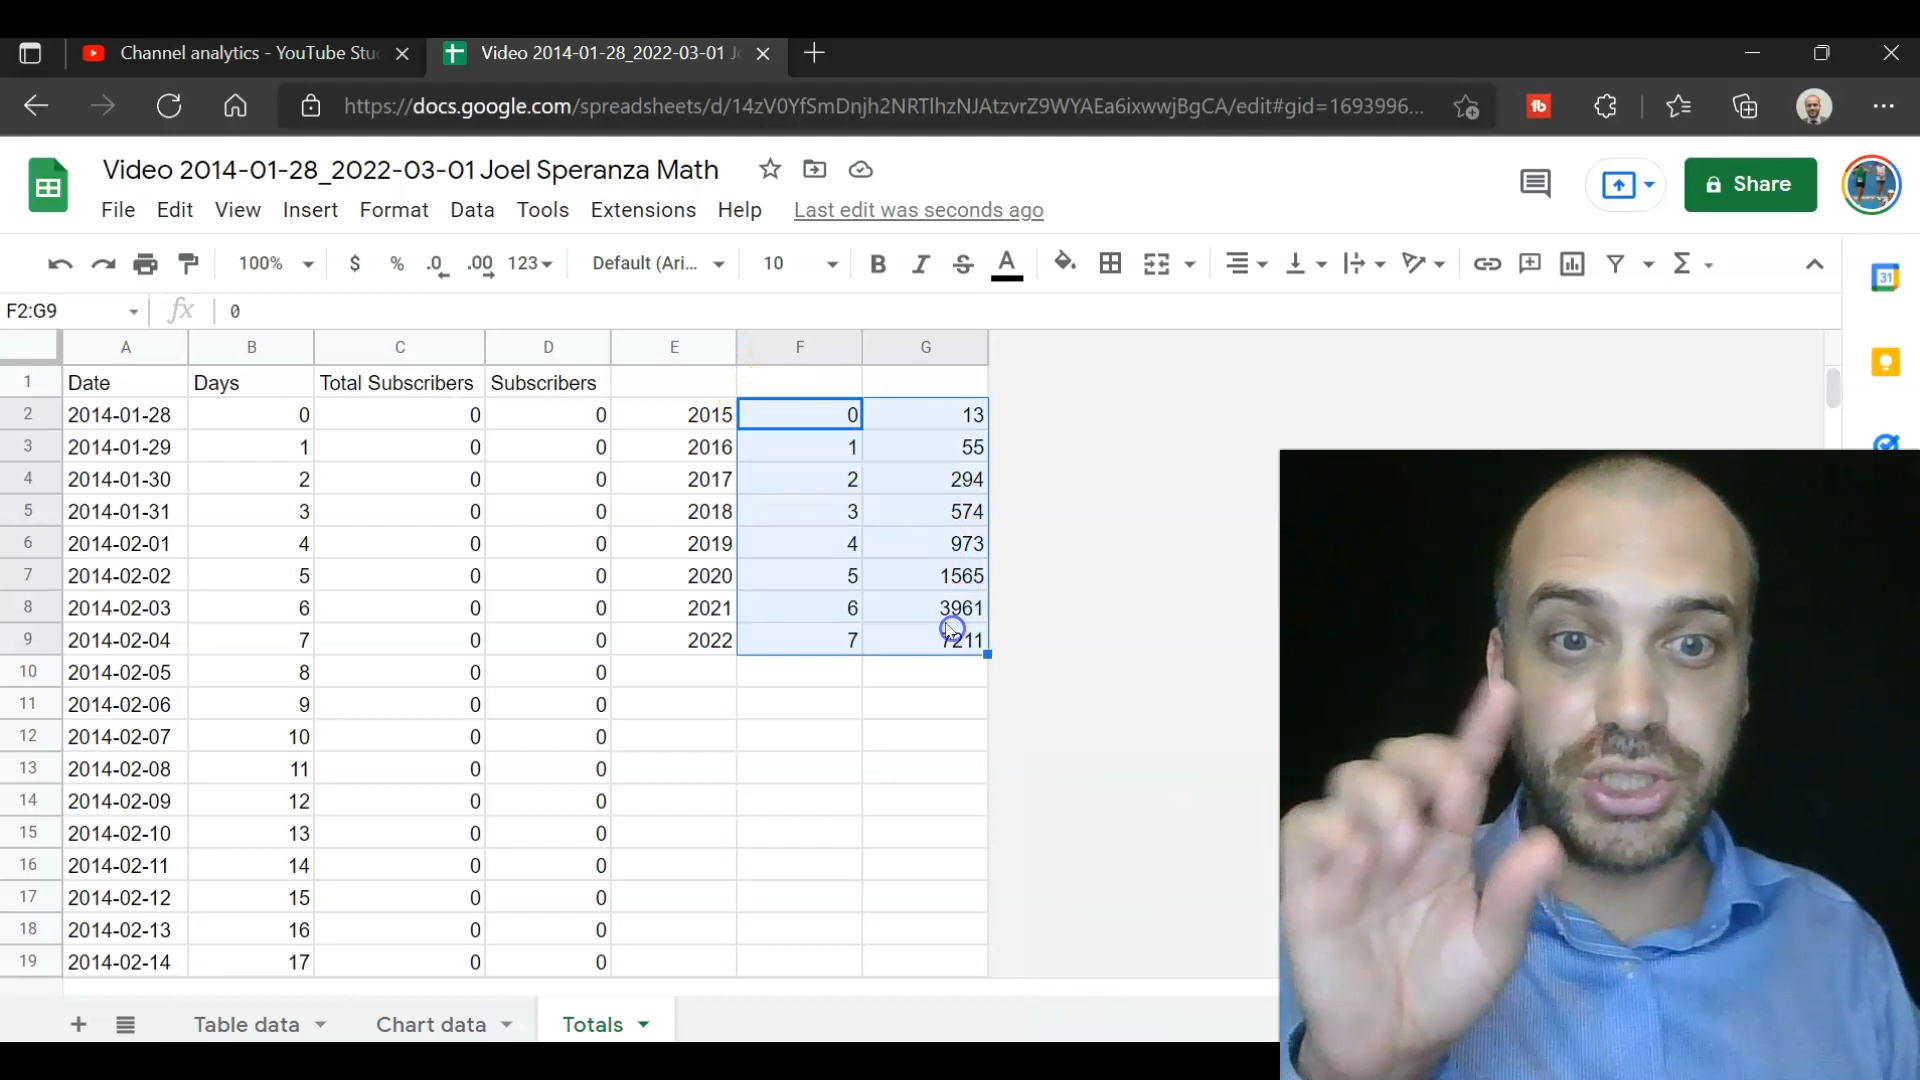 Channel analytics - YouTube Stu
Video 2014-01-28_2022-03-01 J
https://docs.google.com/spreadsheets/d/14zV0YfSmDnjh2NRTlhzNJAtzvrZ9WYAEa6ixwwjBgCA/edit#gid=1693996...
Video 2014-01-28_2022-03-01 Joel Speranza Math
Share
File Edit View Insert Format Data Tools Extensions Help Last edit was seconds ago
100% $ % .0 .00 123 Default (Ari... 10 B I S A Σ
31
F2:G9 fx 0
A B C D E F G
1 Date Days Total Subscribers Subscribers
2 2014-01-28 0 0 0 2015 0 13
3 2014-01-29 1 0 0 2016 1 55
4 2014-01-30 2 0 0 2017 2 294
5 2014-01-31 3 0 0 2018 3 574
6 2014-02-01 4 0 0 2019 4 973
7 2014-02-02 5 0 0 2020 5 1565
8 2014-02-03 6 0 0 2021 6 3961
9 2014-02-04 7 0 0 2022 7 7211
10 2014-02-05 8 0 0
11 2014-02-06 9 0 0
12 2014-02-07 10 0 0
13 2014-02-08 11 0 0
14 2014-02-09 12 0 0
15 2014-02-10 13 0 0
16 2014-02-11 14 0 0
17 2014-02-12 15 0 0
18 2014-02-13 16 0 0
19 2014-02-14 17 0 0
Table data Chart data Totals